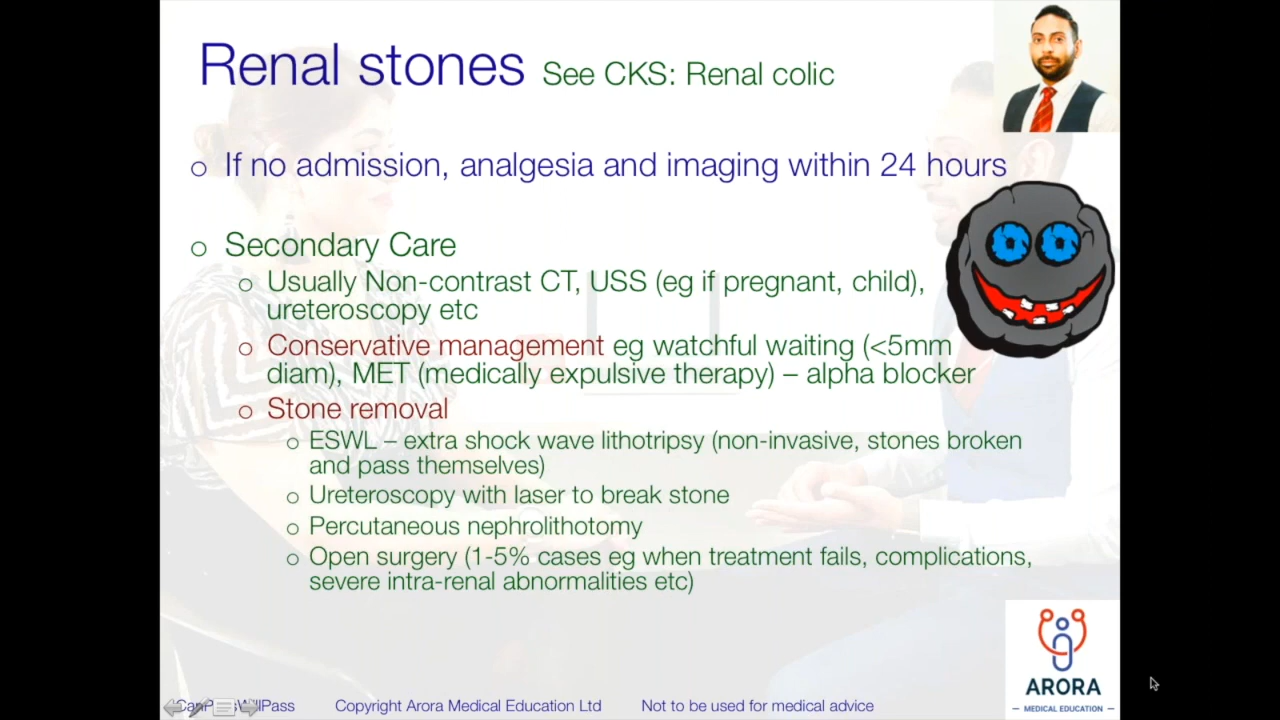 Renal stones See CKS: Renal colic
o If no admission, analgesia and imaging within 24 hours
o Secondary Care
o Usually Non-contrast CT, USS (eg if pregnant, child),
ureteroscopy etc
o Conservative management eg watchful waiting (<5mm
diam), MET (medically expulsive therapy) – alpha blocker
o Stone removal
o ESWL – extra shock wave lithotripsy (non-invasive, stones broken
and pass themselves)
o Ureteroscopy with laser to break stone
o Percutaneous nephrolithotomy
o Open surgery (1-5% cases eg when treatment fails, complications,
severe intra-renal abnormalities etc)
ARORA
MEDICAL EDUCATION
Copyright Arora Medical Education Ltd Not to be used for medical advice